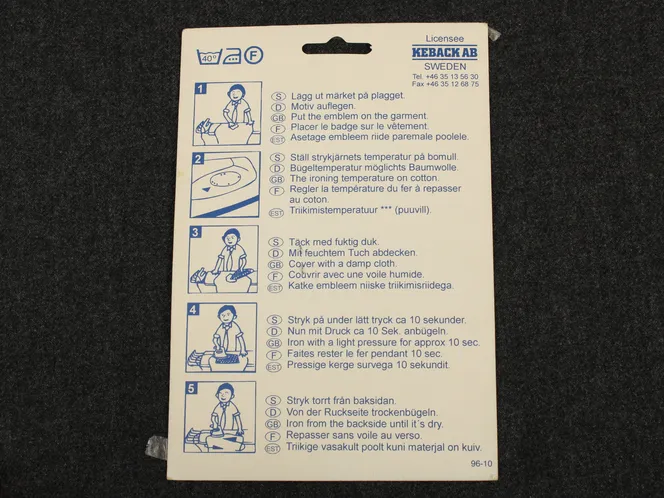 40°
F
Licensee
KEBACK AB
SWEDEN
Tel. +46 35 13 56 30
Fax +46 35 12 68 75
1
S Lägg ut märket på plagget.
D Motiv auflegen.
GB Put the emblem on the garment.
F Placer le badge sur le vêtement.
EST Asetage embleem riide paremale poolele.
2
S Ställ strykjärnets temperatur på bomull.
D Bügeltemperatur möglichts Baumwolle.
GB The ironing temperature on cotton.
F Regler la température du fer à repasser
au coton.
EST Triikimistemperatuur *** (puuvill).
3
S Täck med fuktig duk.
D Mit feuchtem Tuch abdecken.
GB Cover with a damp cloth.
F Couvrir avec une voile humide.
EST Katke embleem niiske triikimisriidega.
4
S Stryk på under lätt tryck ca 10 sekunder.
D Nun mit Druck ca 10 Sek. anbügeln.
GB Iron with a light pressure for approx 10 sec.
F Faites rester le fer pendant 10 sec.
EST Pressige kerge survega 10 sekundit.
5
S Stryk torrt från baksidan.
D Von der Ruckseite trockenbügeln.
GB Iron from the backside until it´s dry.
F Repasser sans voile au verso.
EST Triikige vasakult poolt kuni materjal on kuiv.
96-10